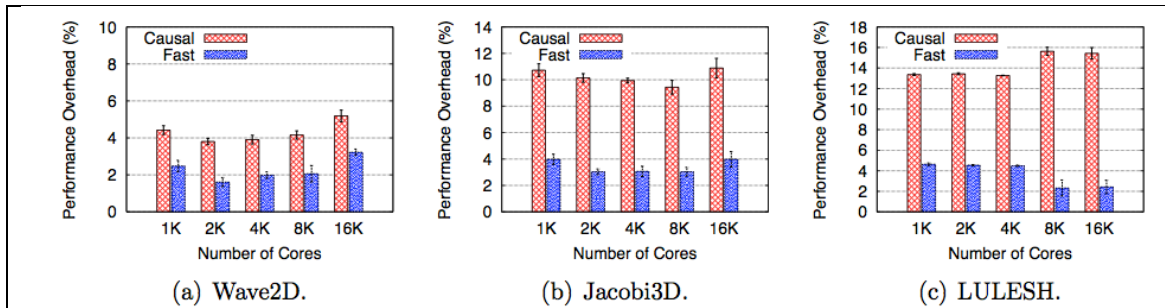 Performance Overhead (%)
10
8
6
4
2
0
Causal
Fast
1K 2K 4K 8K 16K
Number of Cores
(a) Wave2D.
Performance Overhead (%)
14
12
10
8
6
4
2
0
Causal
Fast
1K 2K 4K 8K 16K
Number of Cores
(b) Jacobi3D.
Performance Overhead (%)
18
16
14
12
10
8
6
4
2
0
Causal
Fast
1K 2K 4K 8K 16K
Number of Cores
(c) LULESH.